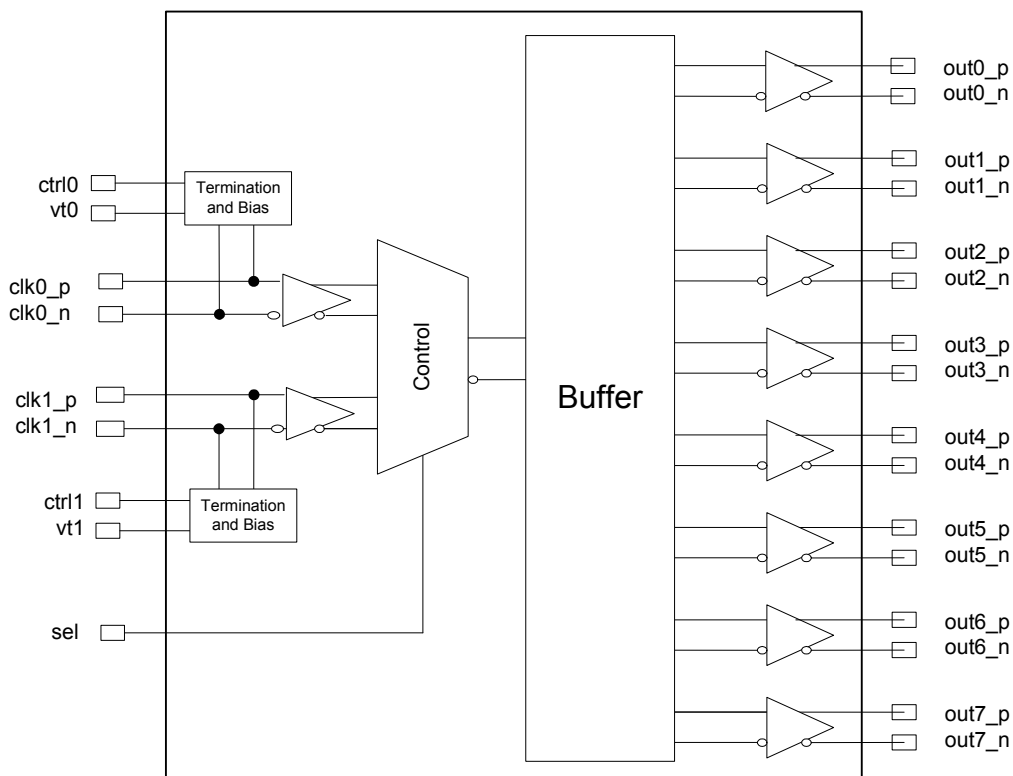 ctrl0
vt0
Termination
and Bias
clk0_p
clk0_n
clk1_p
clk1_n
ctrl1
vt1
Termination
and Bias
sel
Control
Buffer
out0_p
out0_n
out1_p
out1_n
out2_p
out2_n
out3_p
out3_n
out4_p
out4_n
out5_p
out5_n
out6_p
out6_n
out7_p
out7_n